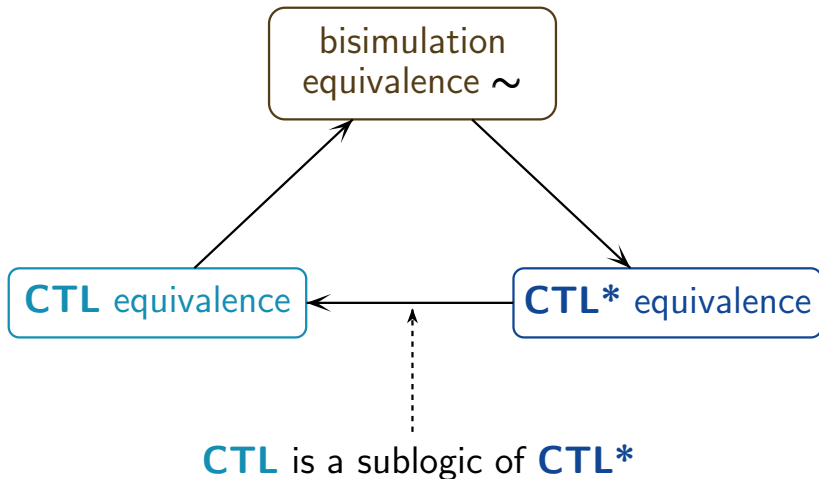 bisimulation
equivalence ∼
CTL equivalence
CTL* equivalence
CTL is a sublogic of CTL*